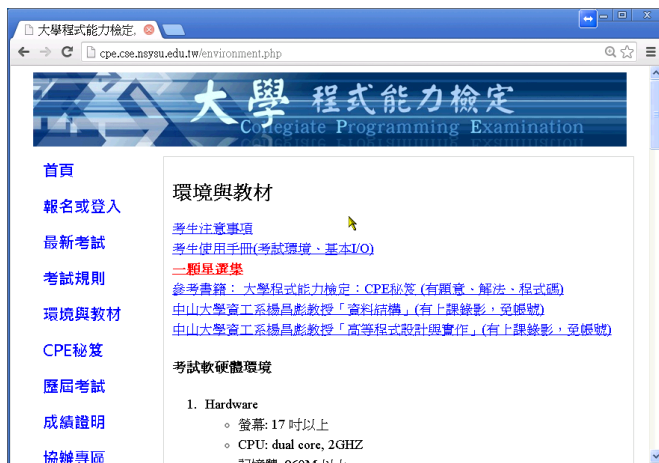 大學程式能力檢定,
cpe.cse.nsysu.edu.tw/environment.php
大學 程式能力檢定
Collegiate Programming Examination
首頁
報名或登入
最新考試
考試規則
環境與教材
CPE秘笈
歷屆考試
成績證明
協辦專區
環境與教材
考生注意事項
考生使用手冊(考試環境、基本I/O)
一顆星選集
參考書籍： 大學程式能力檢定：CPE秘笈 (有題意、解法、程式碼)
中山大學資工系楊昌彪教授「資料結構」(有上課錄影，免帳號)
中山大學資工系楊昌彪教授「高等程式設計與實作」(有上課錄影，免帳號)
考試軟硬體環境
1. Hardware
螢幕: 17 吋以上
CPU: dual core, 2GHZ